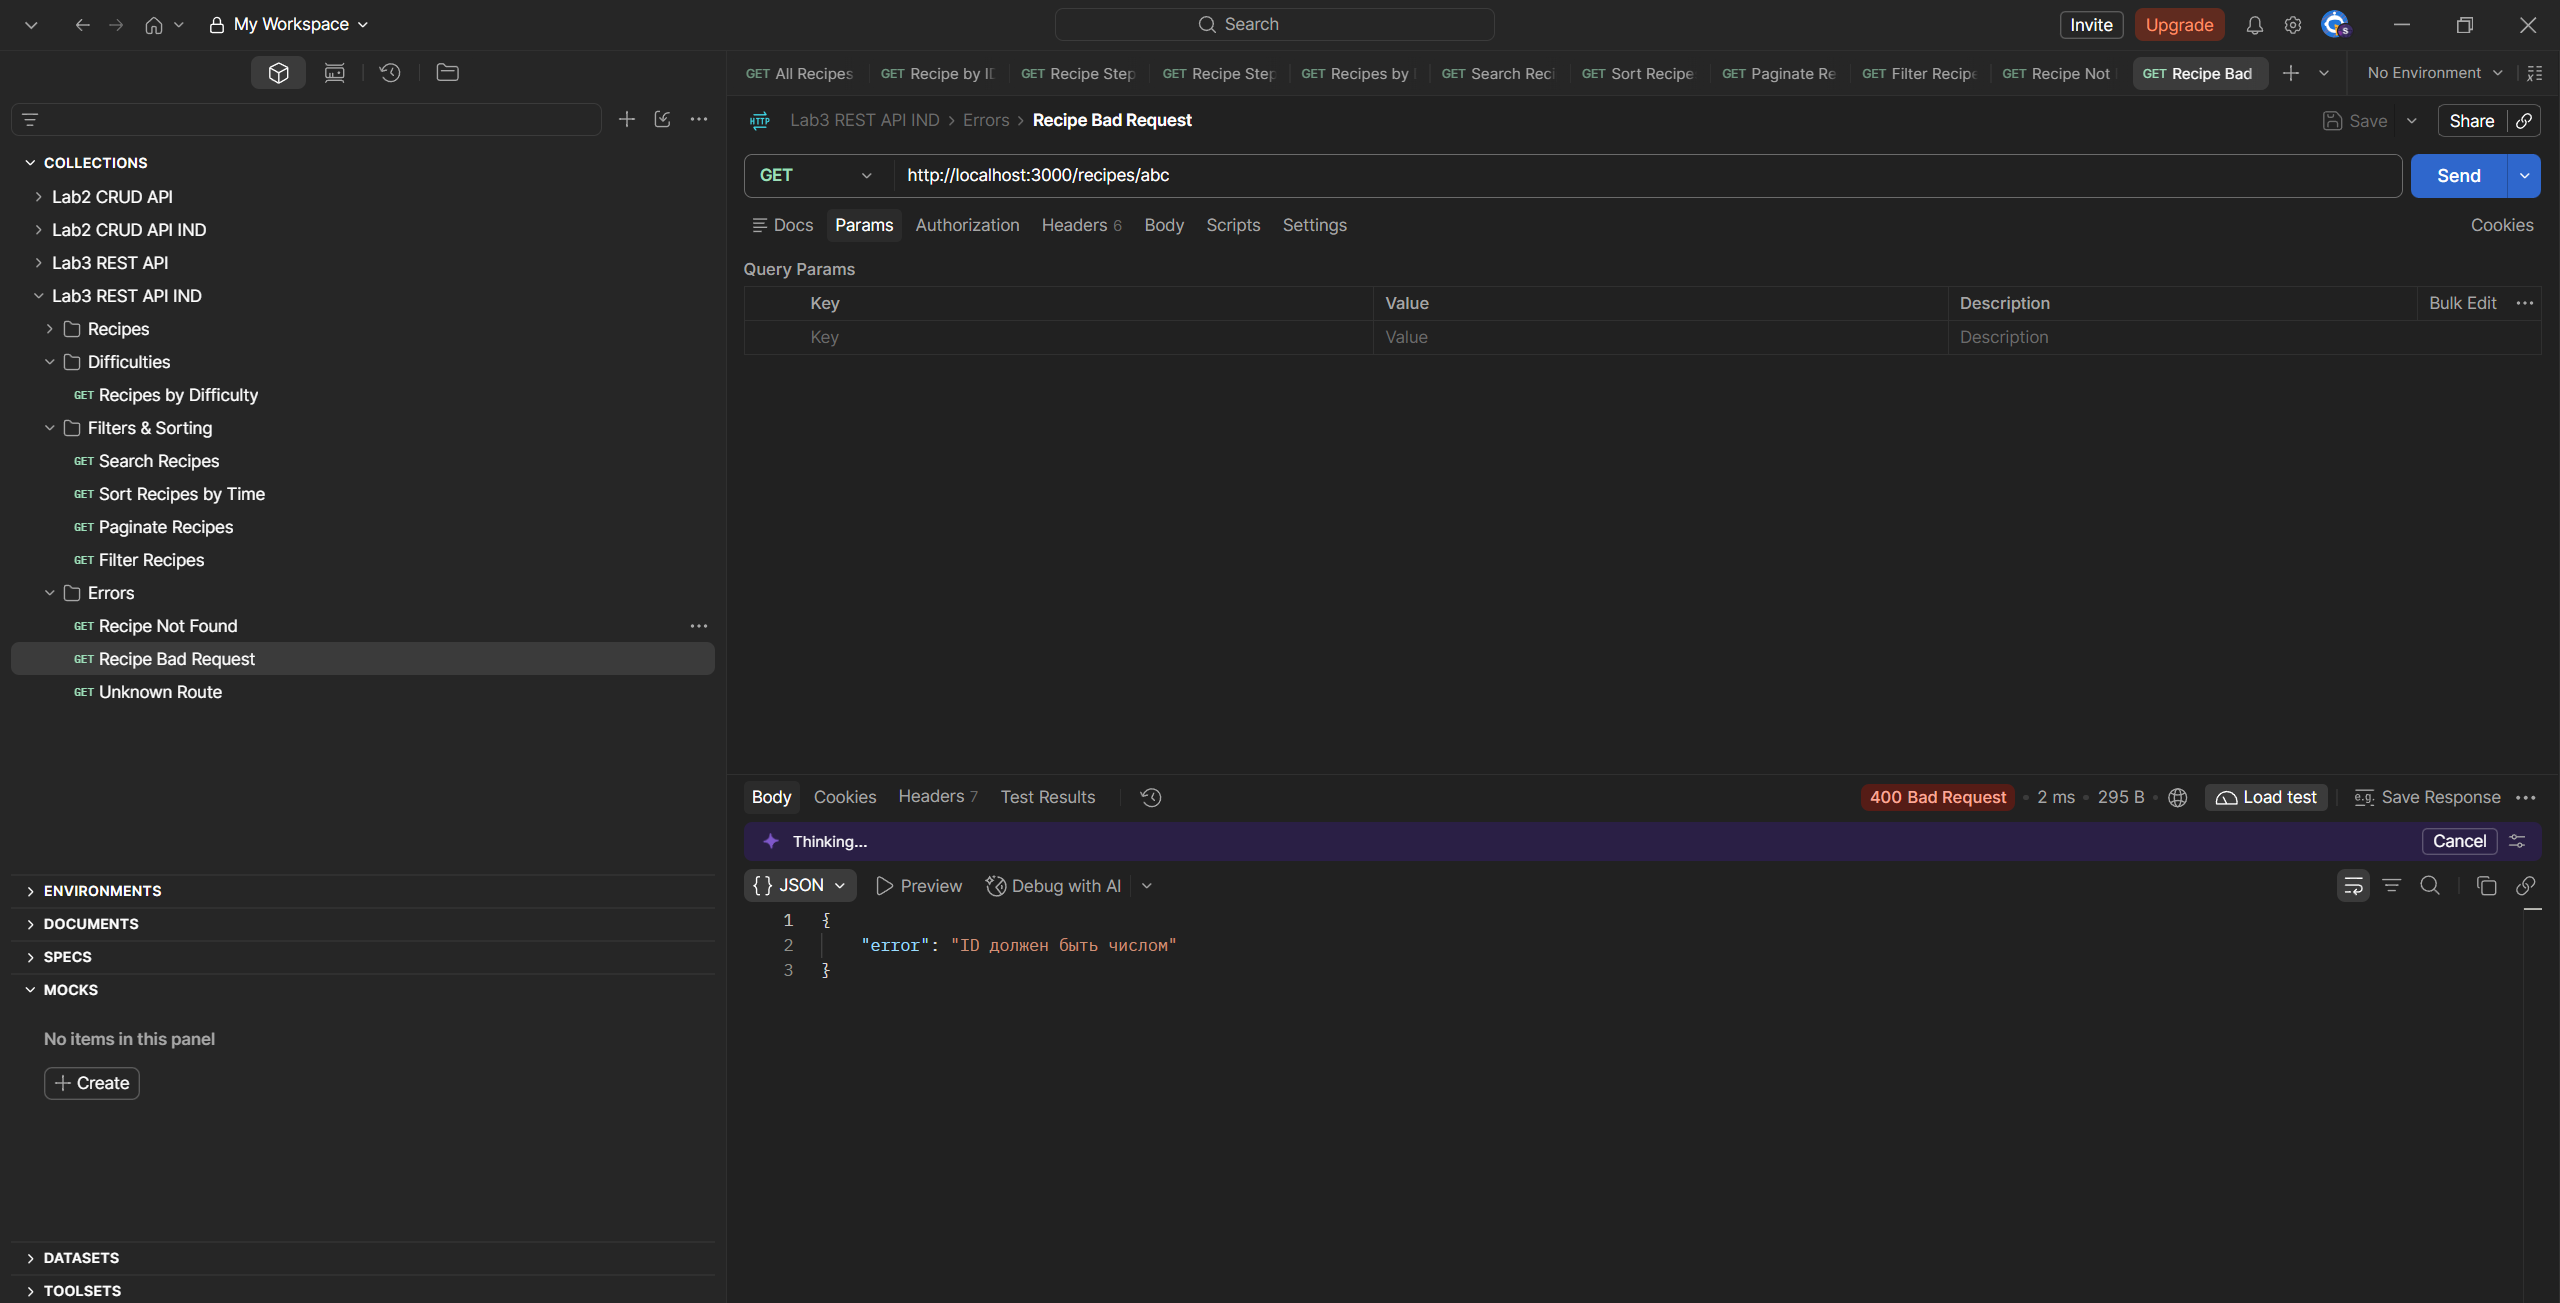 My Workspace
Search
Invite
Upgrade
GET All Recipes
GET Recipe by ID
GET Recipe Step
GET Recipe Step
GET Recipes by
GET Search Reci
GET Sort Recipe
GET Paginate Re
GET Filter Recipe
GET Recipe Not
GET Recipe Bad
No Environment
HTTP Lab3 REST API IND > Errors > Recipe Bad Request
Save
Share
GET
http://localhost:3000/recipes/abc
Send
Docs
Params
Authorization
Headers 6
Body
Scripts
Settings
Cookies
Query Params
Key
Value
Description
Bulk Edit
Key
Value
Description
COLLECTIONS
Lab2 CRUD API
Lab2 CRUD API IND
Lab3 REST API
Lab3 REST API IND
Recipes
Difficulties
GET Recipes by Difficulty
Filters & Sorting
GET Search Recipes
GET Sort Recipes by Time
GET Paginate Recipes
GET Filter Recipes
Errors
GET Recipe Not Found
GET Recipe Bad Request
GET Unknown Route
ENVIRONMENTS
DOCUMENTS
SPECS
MOCKS
No items in this panel
Create
DATASETS
TOOLSETS
Body
Cookies
Headers 7
Test Results
400 Bad Request
2 ms
295 B
Load test
e.g. Save Response
Thinking...
Cancel
{} JSON
Preview
Debug with AI
1 {
2 "error": "ID должен быть числом"
3 }